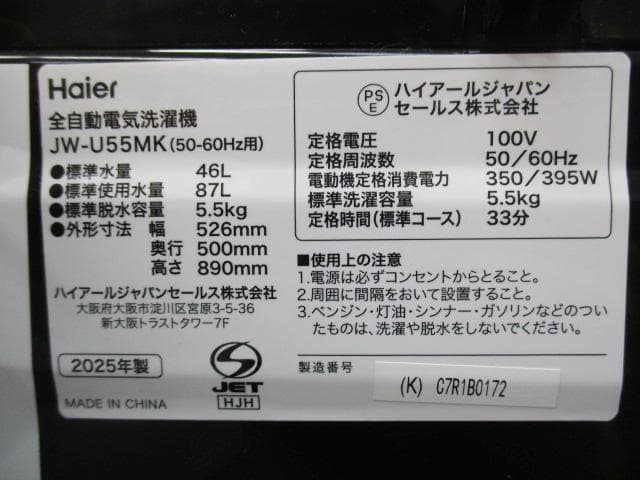 Haier
全自動電気洗濯機
JW-U55MK(50-60Hz用)
●標準水量 46L
●標準使用水量 87L
●標準脱水容量 5.5kg
●外形寸法 幅 526mm
奥行 500mm
高さ 890mm
ハイアールジャパンセールス株式会社
大阪府大阪市淀川区宮原3-5-36
新大阪トラストタワー7F
2025年製
MADE IN CHINA
S
JET
HJH
PS
E
ハイアールジャパン
セールス株式会社
定格電圧 100V
定格周波数 50/60Hz
電動機定格消費電力 350/395W
標準洗濯容量 5.5kg
定格時間(標準コース) 33分
■使用上の注意
1.電源は必ずコンセントからとること。
2.周囲に間隔をおいて設置すること。
3.ベンジン・灯油・シンナー・ガソリンなどのつい
たものは、洗濯や脱水をしないでください。
製造番号
(K) C7R1B0172